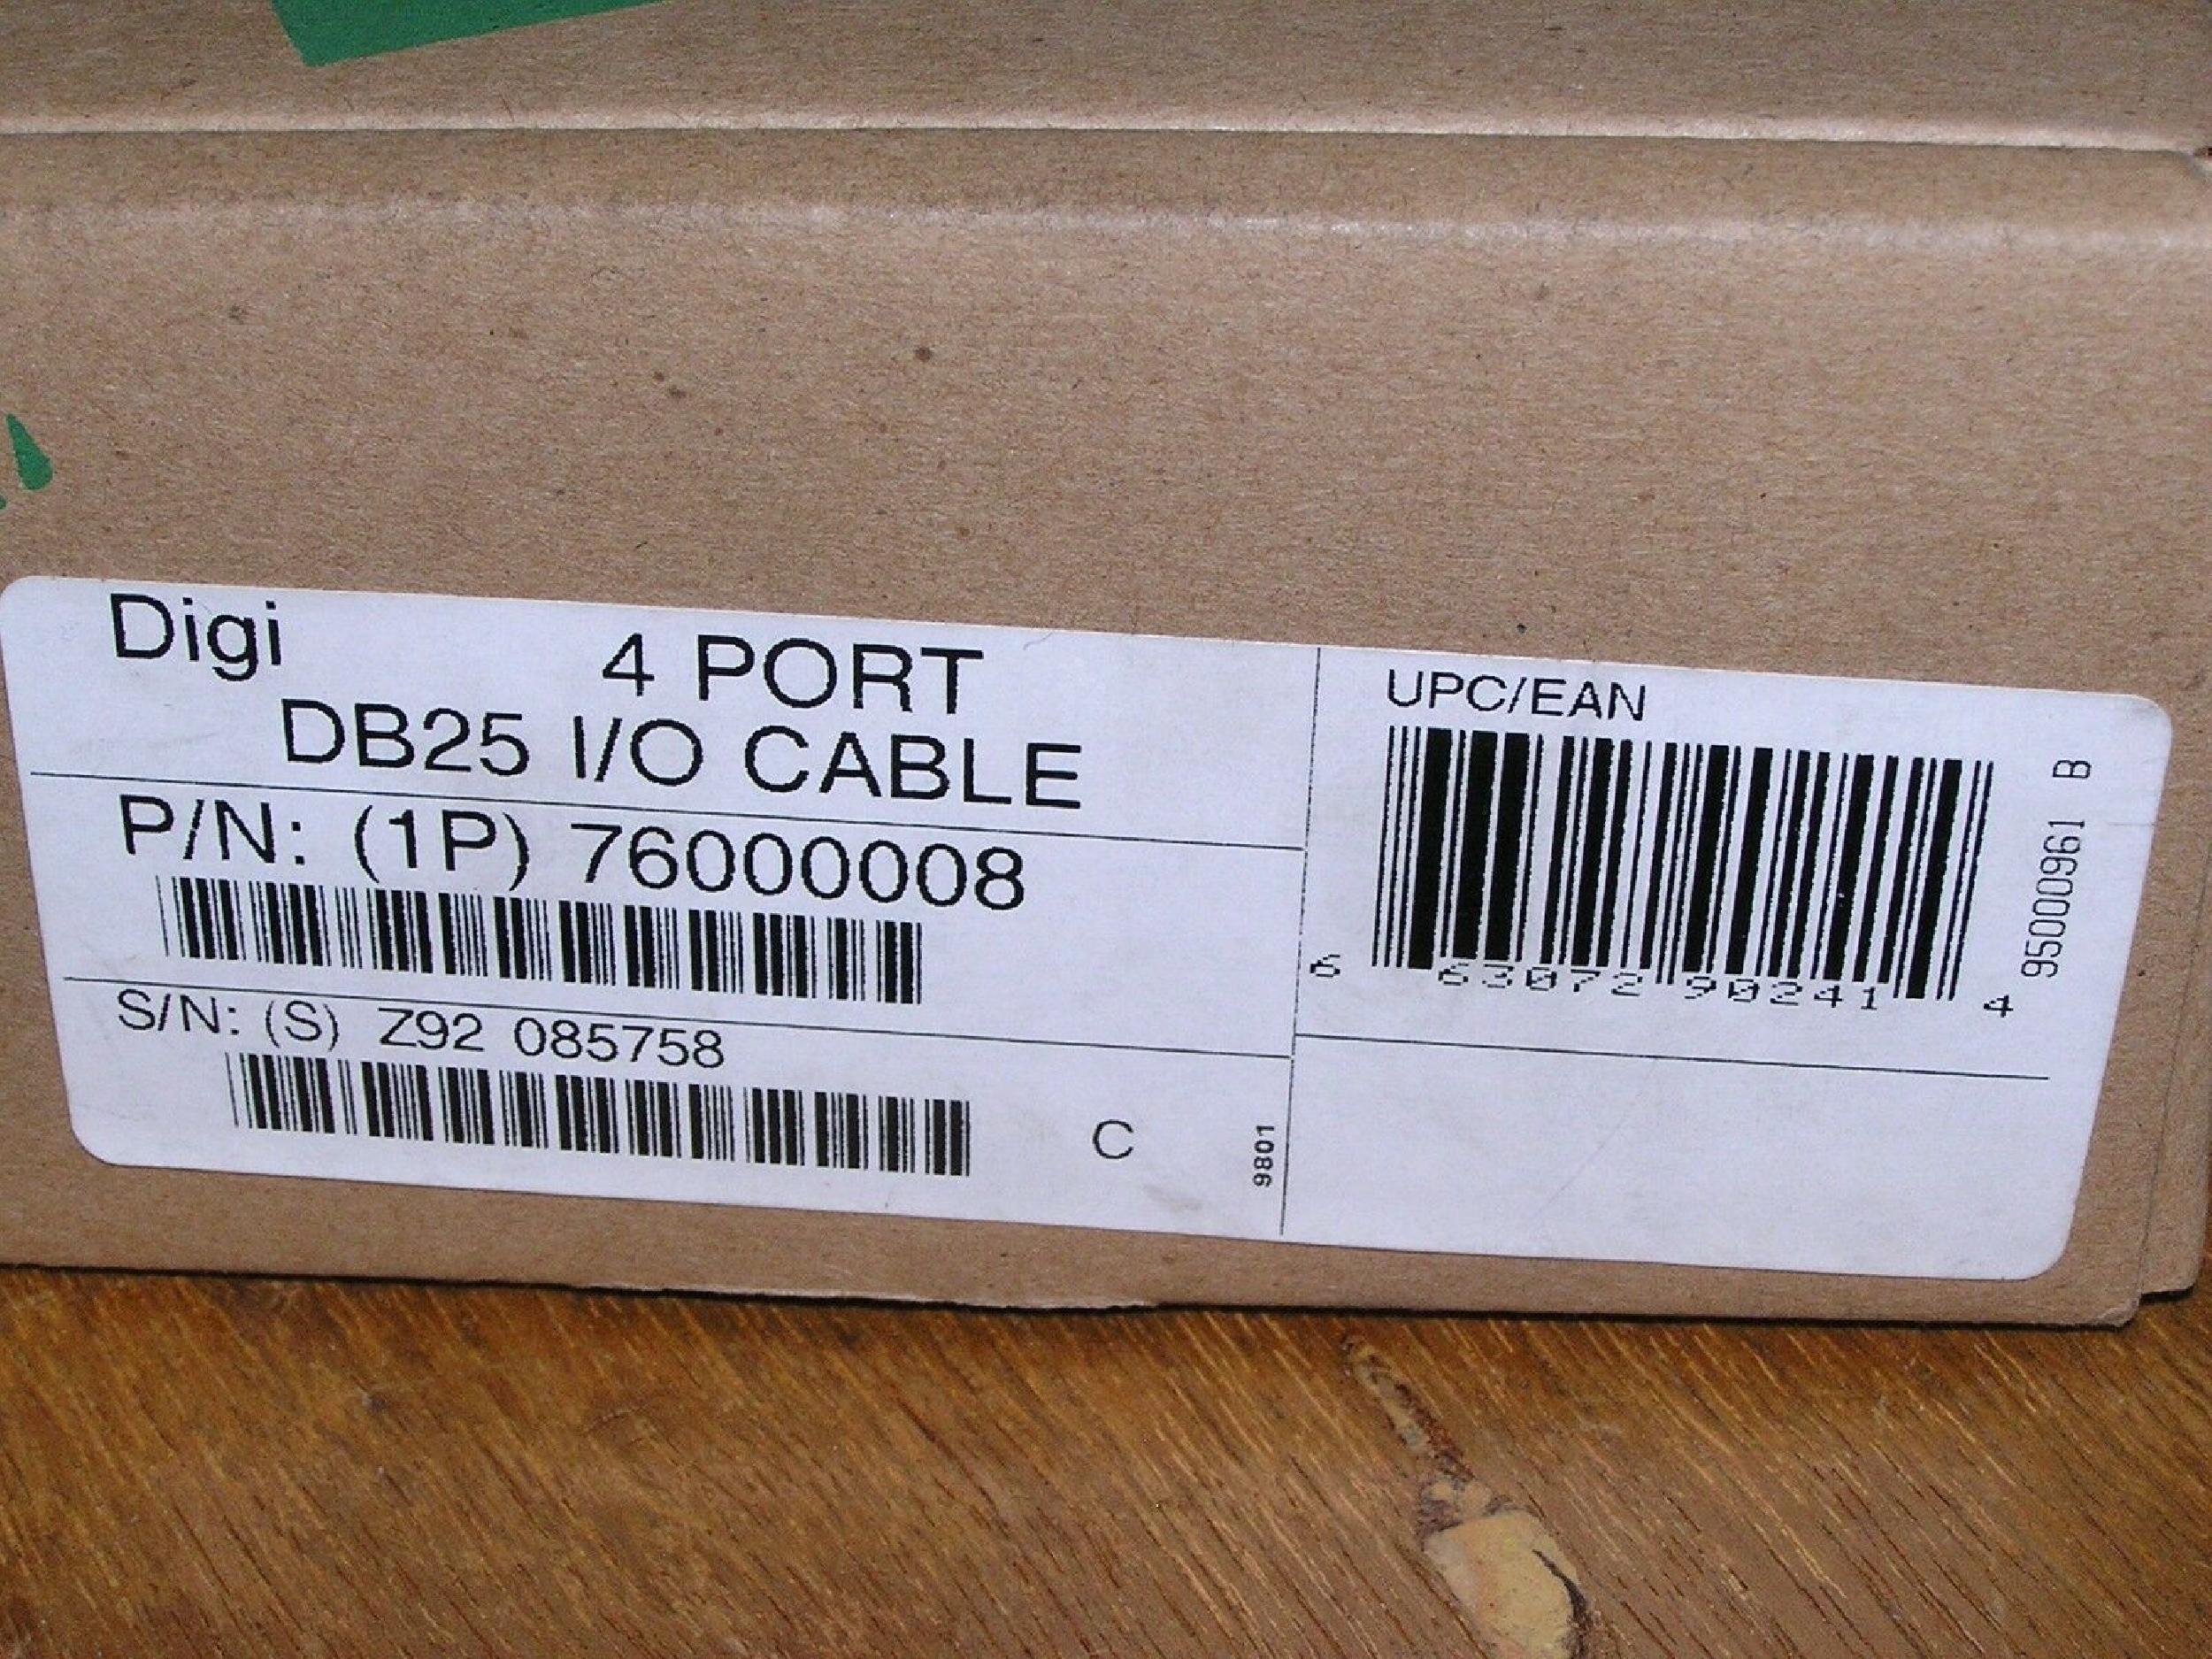 Digi 4 PORT
DB25 I/O CABLE
P/N: (1P) 76000008
S/N: (S) Z92 085758
C
9801
UPC/EAN
6 63072 90241 4
95000961 B